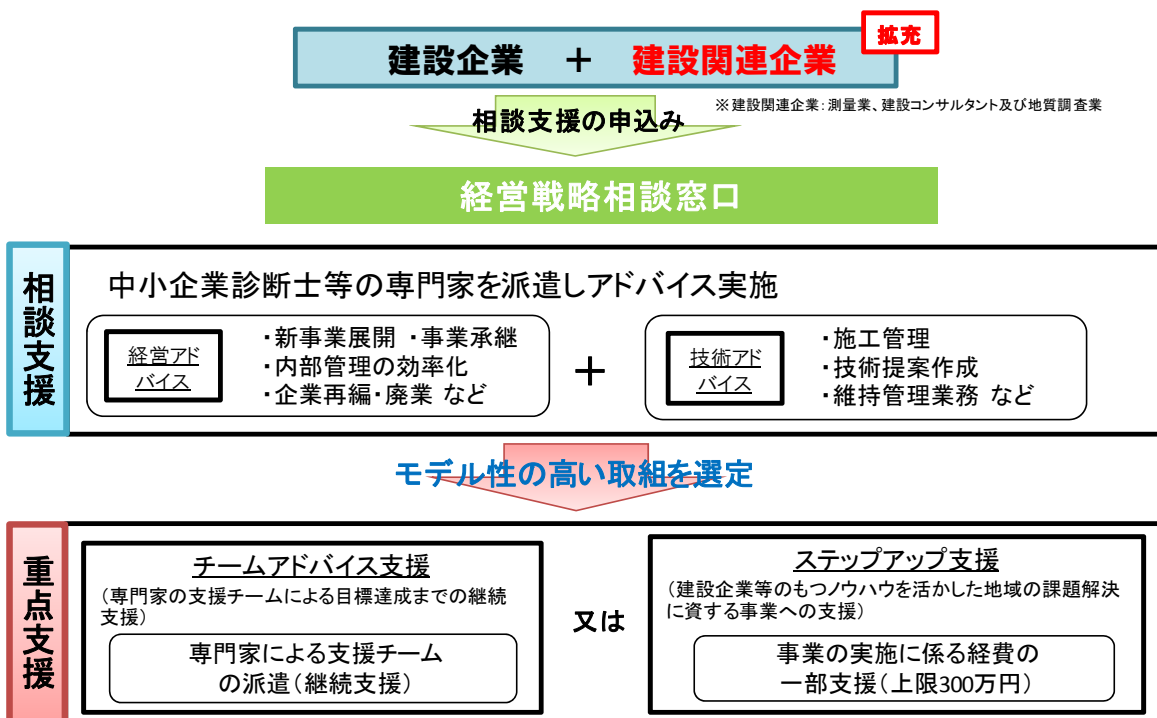 拡充
建設企業 + 建設関連企業
※建設関連企業:測量業、建設コンサルタント及び地質調査業
相談支援の申込み
経営戦略相談窓口
相談支援
中小企業診断士等の専門家を派遣しアドバイス実施
経営アド
バイス
・新事業展開 ・事業承継
・内部管理の効率化
・企業再編・廃業 など
+
技術アド
バイス
・施工管理
・技術提案作成
・維持管理業務 など
モデル性の高い取組を選定
重点支援
チームアドバイス支援
(専門家の支援チームによる目標達成までの継続
支援)
専門家による支援チーム
の派遣(継続支援)
又は
ステップアップ支援
(建設企業等のもつノウハウを活かした地域の課題解決
に資する事業への支援)
事業の実施に係る経費の
一部支援(上限300万円)